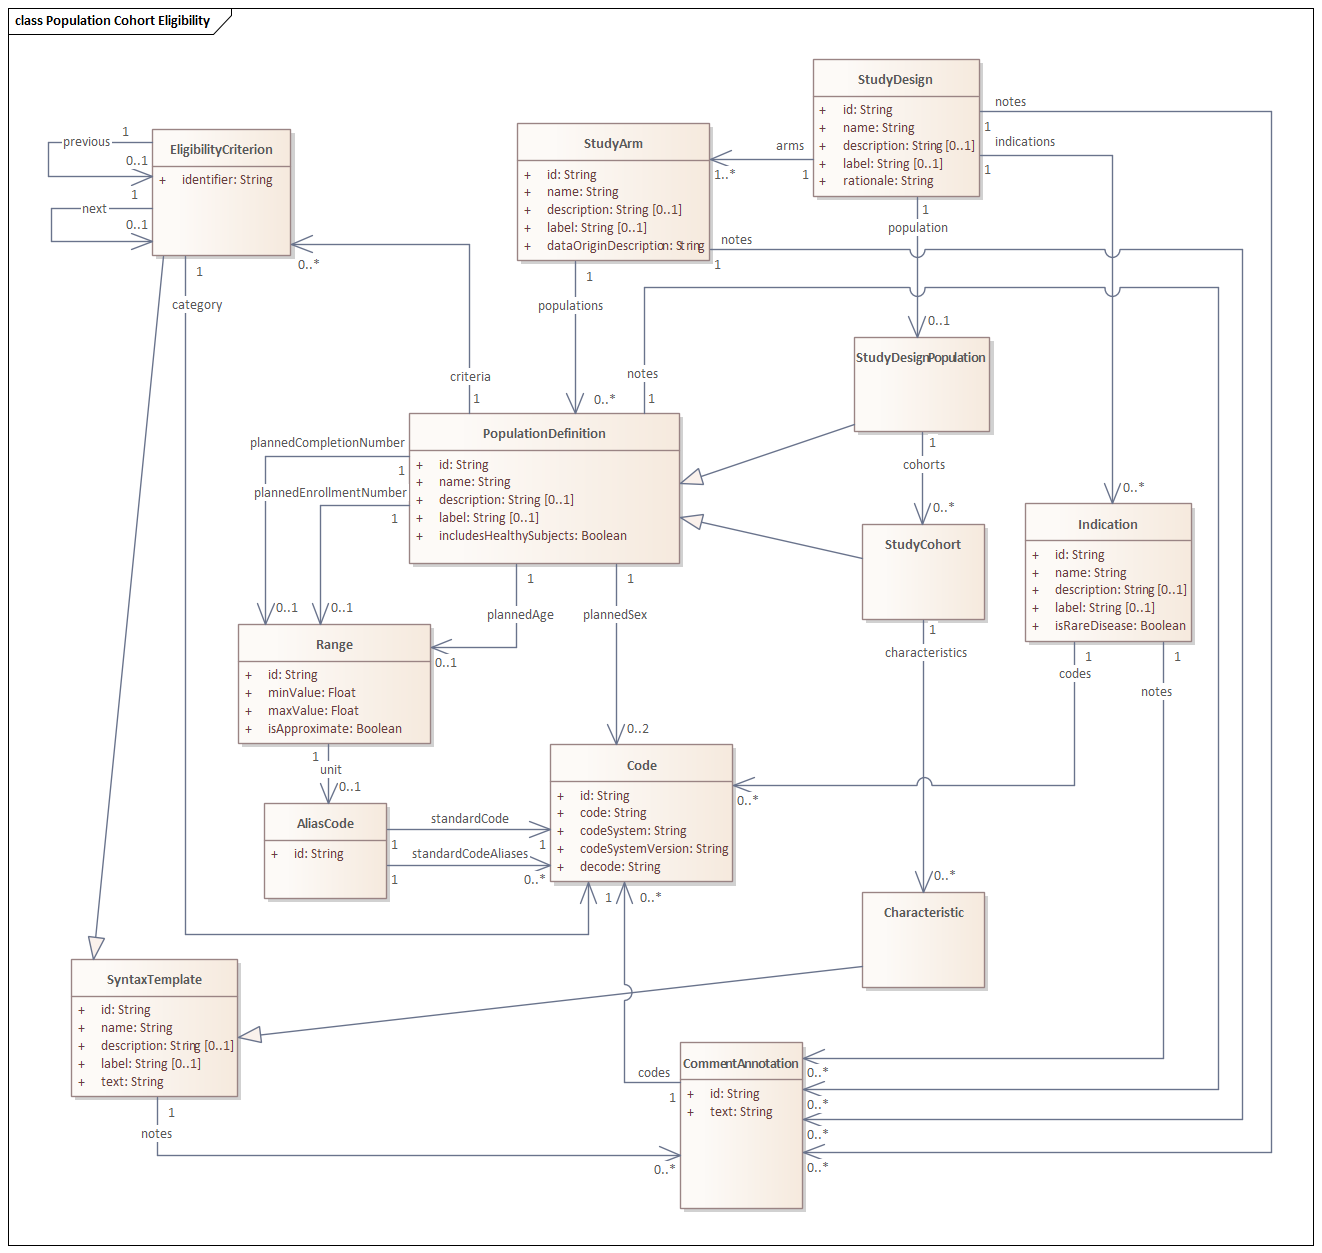 class Population Cohort Eligibility
StudyDesign
+ id: String
+ name: String
+ description: String [0..1]
+ label: String [0..1]
+ rationale: String
notes
1
indications
1
arms
1..*
1
1
population
0..1
EligibilityCriterion
+ identifier: String
previous
1
0..1
next
1
0..1
1
category
0..*
StudyArm
+ id: String
+ name: String
+ description: String [0..1]
+ label: String [0..1]
+ dataOriginDescription: String
notes
1
1
populations
0..*
criteria
1
notes
1
StudyDesignPopulation
1
cohorts
0..*
PopulationDefinition
+ id: String
+ name: String
+ description: String [0..1]
+ label: String [0..1]
+ includesHealthySubjects: Boolean
plannedCompletionNumber
1
plannedEnrollmentNumber
1
0..1
0..1
1
plannedAge
0..1
1
plannedSex
0..2
StudyCohort
1
characteristics
0..*
0..*
Indication
+ id: String
+ name: String
+ description: String [0..1]
+ label: String [0..1]
+ isRareDisease: Boolean
1
codes
1
notes
0..*
Range
+ id: String
+ minValue: Float
+ maxValue: Float
+ isApproximate: Boolean
1
unit
0..1
AliasCode
+ id: String
standardCode
1
1
standardCodeAliases
1
0..*
Code
+ id: String
+ code: String
+ codeSystem: String
+ codeSystemVersion: String
+ decode: String
1
0..*
Characteristic
SyntaxTemplate
+ id: String
+ name: String
+ description: String [0..1]
+ label: String [0..1]
+ text: String
1
notes
0..*
CommentAnnotation
+ id: String
+ text: String
codes
1
0..*
0..*
0..*
0..*